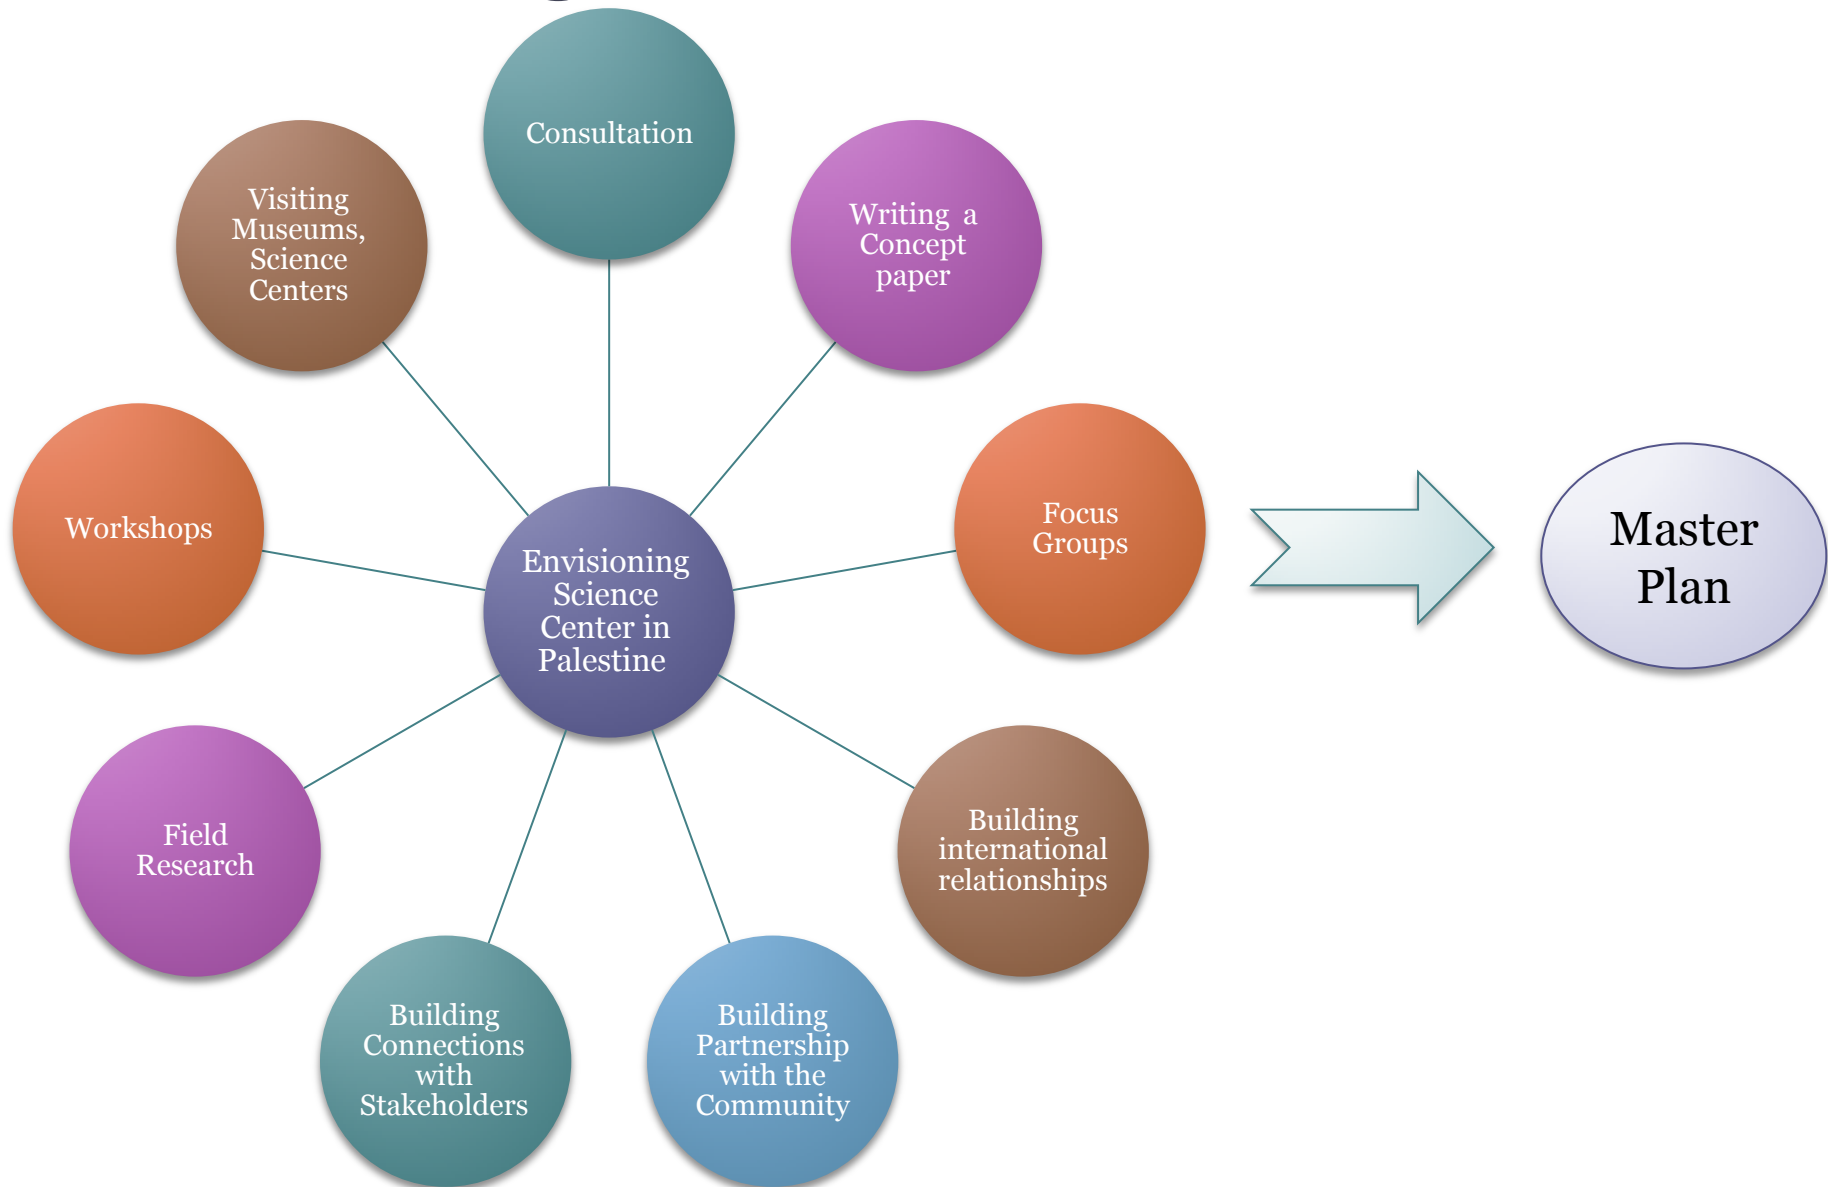 Consultation
Writing a
Concept
paper
Focus
Groups
Building
international
relationships
Building
Partnership
with the
Community
Building
Connections
with
Stakeholders
Field
Research
Workshops
Visiting
Museums,
Science
Centers
Envisioning
Science
Center in
Palestine
Master
Plan